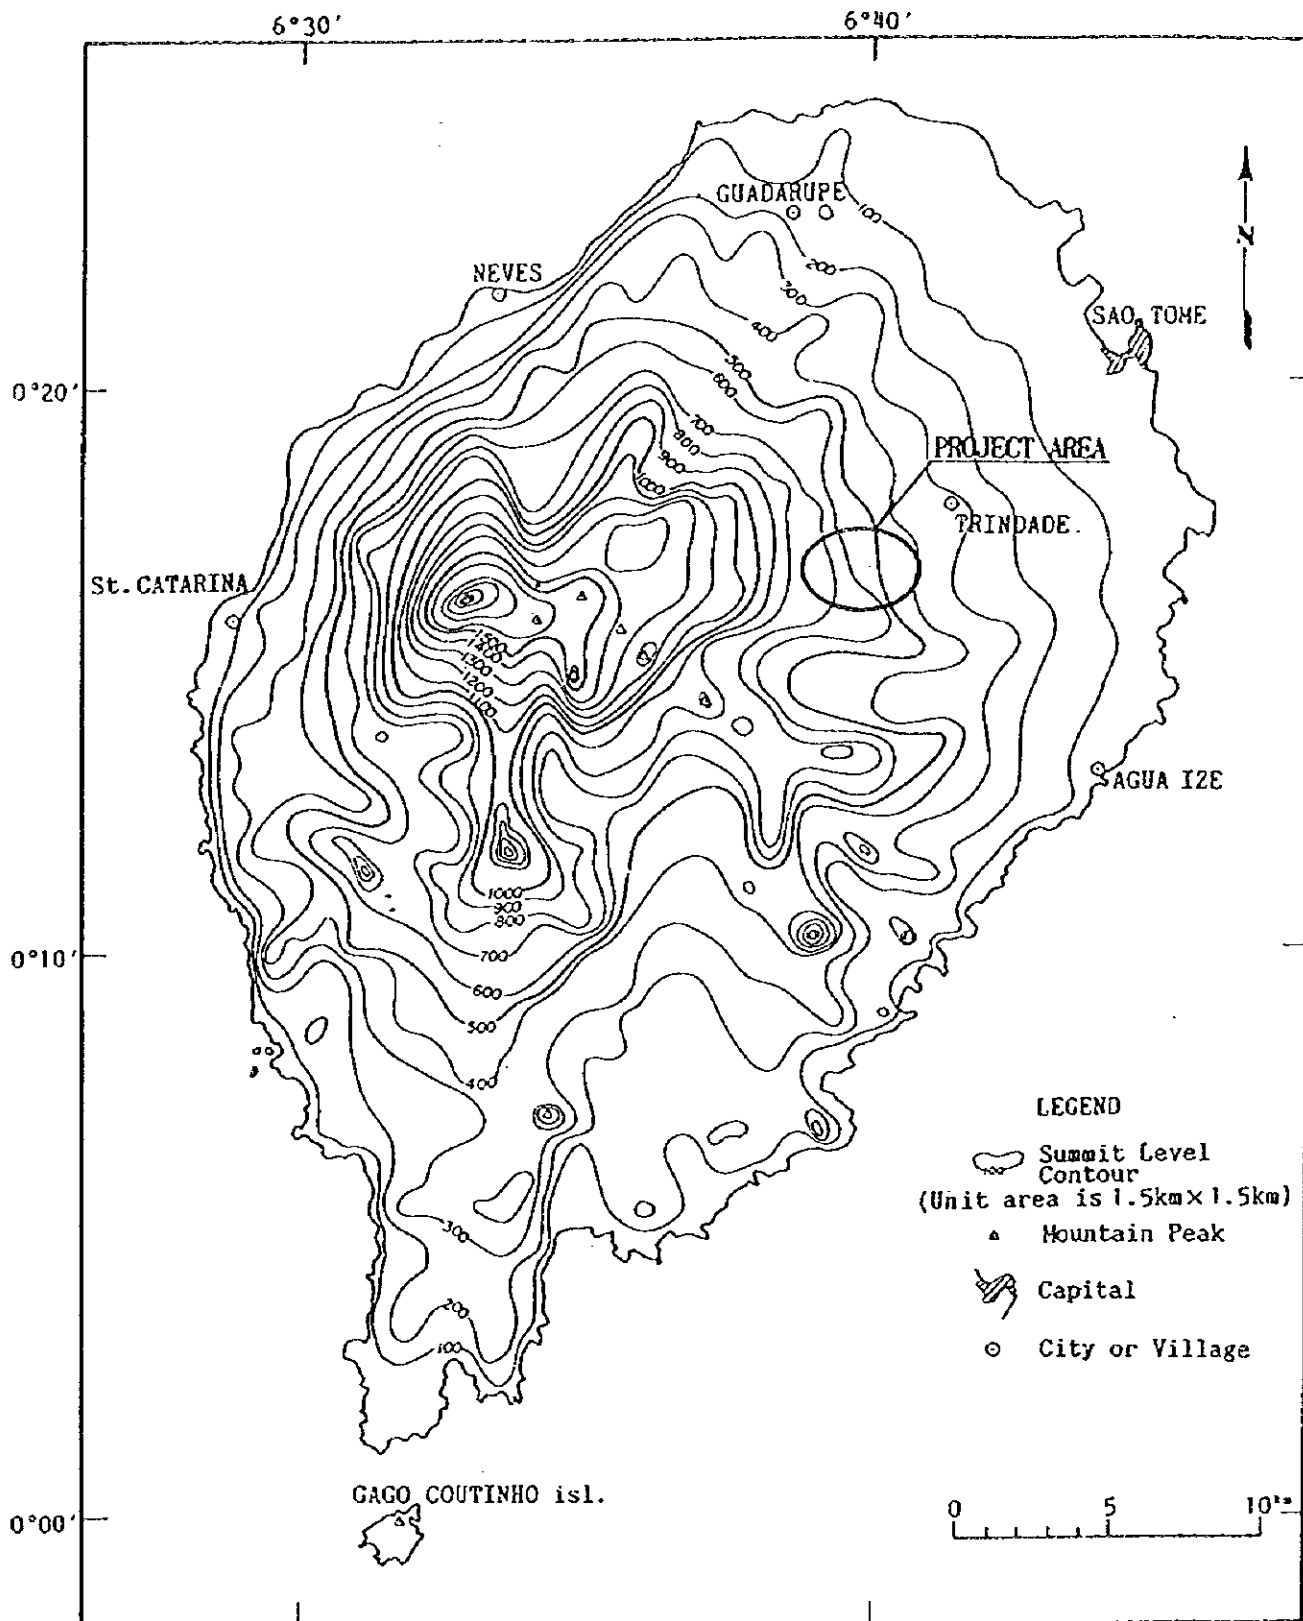 6°30'
6°40'
GUADARUPE
100
NEVES
200
300
SAO TOME
400
0°20'
500
600
700
PROJECT AREA
800
900
1000
TRINDADE.
St. CATARINA
1500
1400
1300
1200
1100
AGUA IZE
1000
900
800
700
0°10'
600
500
400
LEGEND
Summit Level
Contour
100
(Unit area is 1.5km×1.5km)
300
Mountain Peak
Capital
200
100
City or Village
GAGO COUTINHO isl.
0 5 10
0°00'